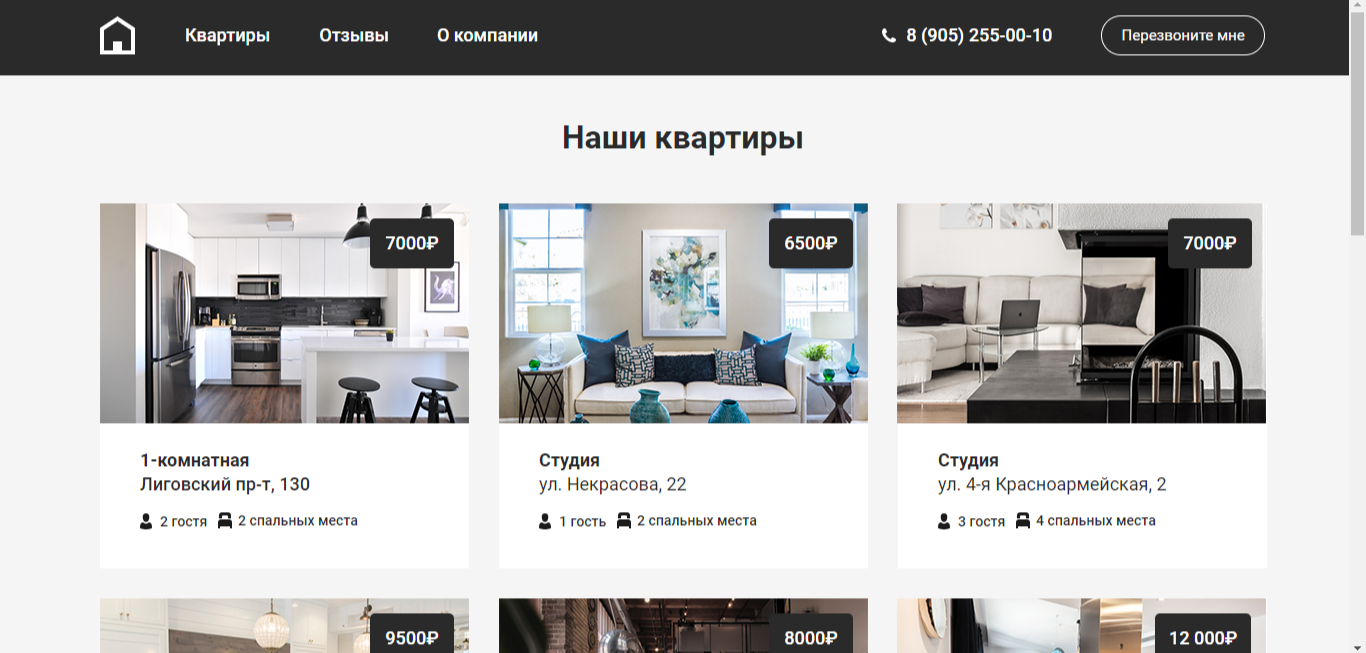 Квартиры Отзывы О компании 8 (905) 255-00-10 Перезвоните мне
Наши квартиры
7000₽
6500₽
7000₽
1-комнатная
Лиговский пр-т, 130
2 гостя 2 спальных места
Студия
ул. Некрасова, 22
1 гость 2 спальных места
Студия
ул. 4-я Красноармейская, 2
3 гостя 4 спальных места
9500₽
8000₽
12 000₽